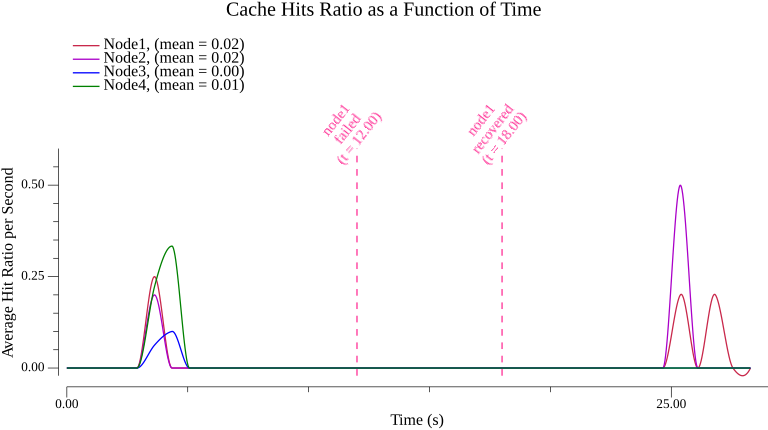 Cache Hits Ratio as a Function of Time
Node1, (mean = 0.02)
Node2, (mean = 0.02)
Node3, (mean = 0.00)
Node4, (mean = 0.01)
node1
failed
(t = 12.00)
node1
recovered
(t = 18.00)
Average Hit Ratio per Second
0.50
0.25
0.00
0.00
25.00
Time (s)